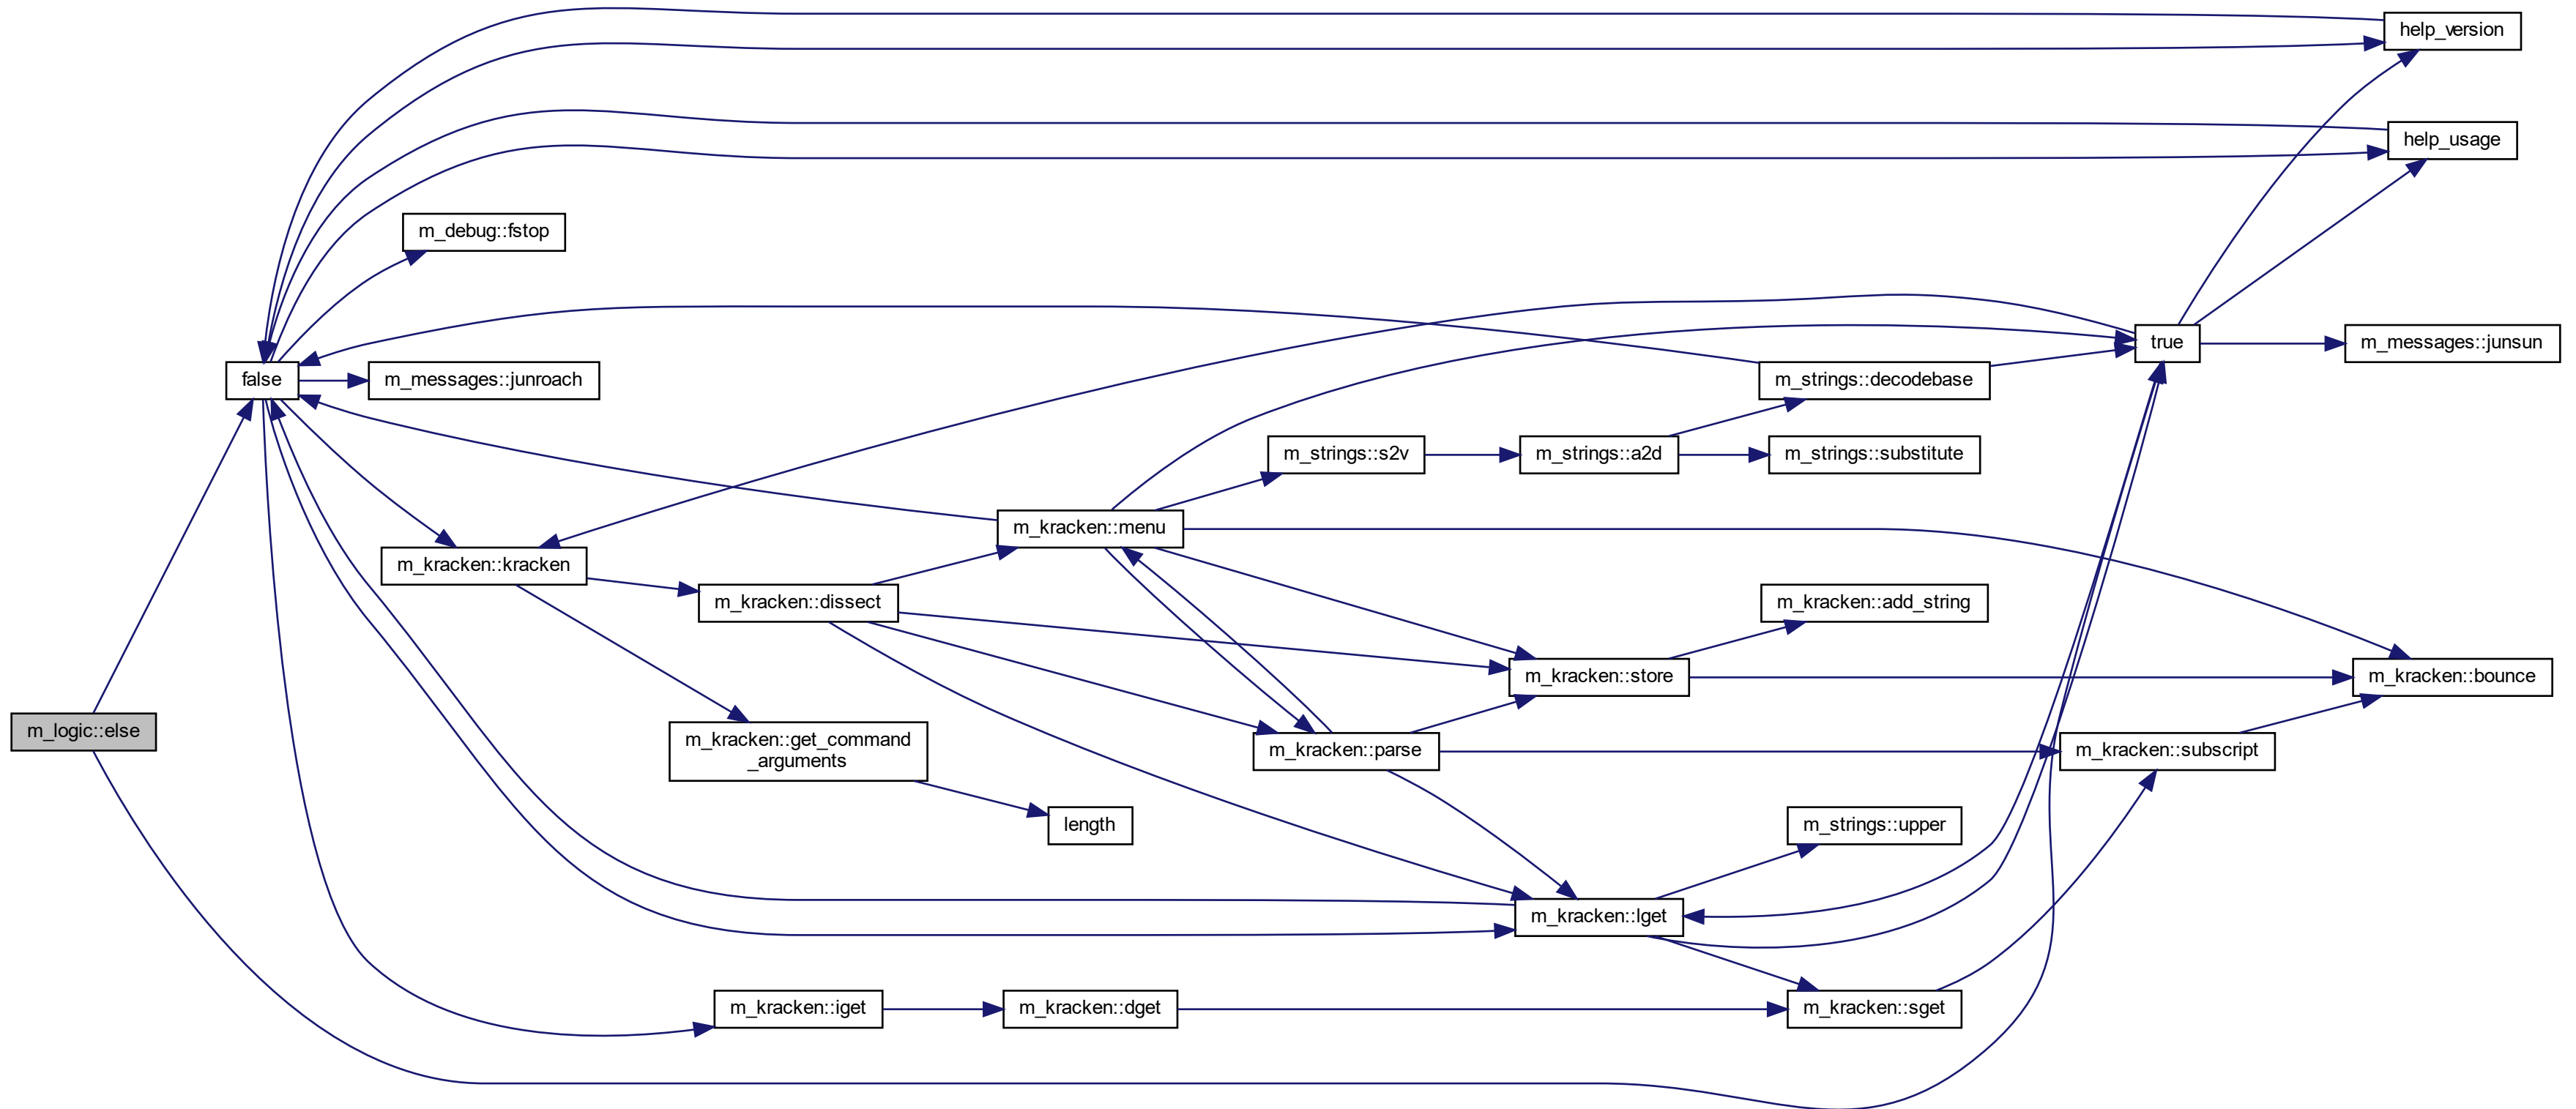 help_version
help_usage
m_debug::fstop
true
m_messages::junsun
false
m_messages::junroach
m_strings::decodebase
m_strings::s2v
m_strings::a2d
m_strings::substitute
m_kracken::menu
m_kracken::kracken
m_kracken::dissect
m_kracken::add_string
m_kracken::store
m_kracken::bounce
m_logic::else
m_kracken::get_command
_arguments
m_kracken::parse
m_kracken::subscript
length
m_strings::upper
m_kracken::lget
m_kracken::iget
m_kracken::dget
m_kracken::sget